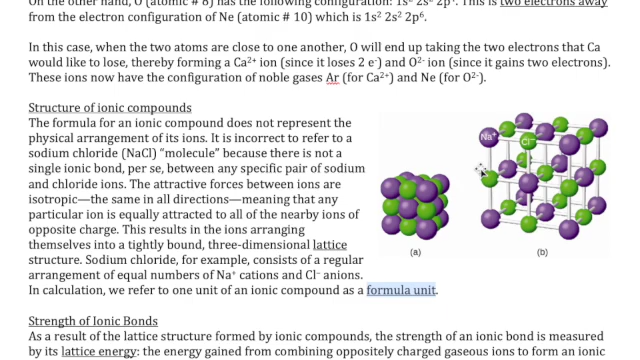 On the other hand, O (atomic # 8) has the following configuration: 1s² 2s² 2p⁴. This is two electrons away
from the electron configuration of Ne (atomic # 10) which is 1s² 2s² 2p⁶.
In this case, when the two atoms are close to one another, O will end up taking the two electrons that Ca
would like to lose, thereby forming a Ca²⁺ ion (since it loses 2 e⁻) and O²⁻ ion (since it gains two electrons).
These ions now have the configuration of noble gases Ar (for Ca²⁺) and Ne (for O²⁻).
Structure of ionic compounds
The formula for an ionic compound does not represent the
physical arrangement of its ions. It is incorrect to refer to a
sodium chloride (NaCl) “molecule” because there is not a
single ionic bond, per se, between any specific pair of sodium
and chloride ions. The attractive forces between ions are
isotropic—the same in all directions—meaning that any
particular ion is equally attracted to all of the nearby ions of
opposite charge. This results in the ions arranging
themselves into a tightly bound, three-dimensional lattice
structure. Sodium chloride, for example, consists of a regular
arrangement of equal numbers of Na⁺ cations and Cl⁻ anions.
In calculation, we refer to one unit of an ionic compound as a formula unit.
Na⁺
Cl⁻
(a)
(b)
Strength of Ionic Bonds
As a result of the lattice structure formed by ionic compounds, the strength of an ionic bond is measured
by its lattice energy: the energy gained from combining oppositely charged gaseous ions to form an ionic